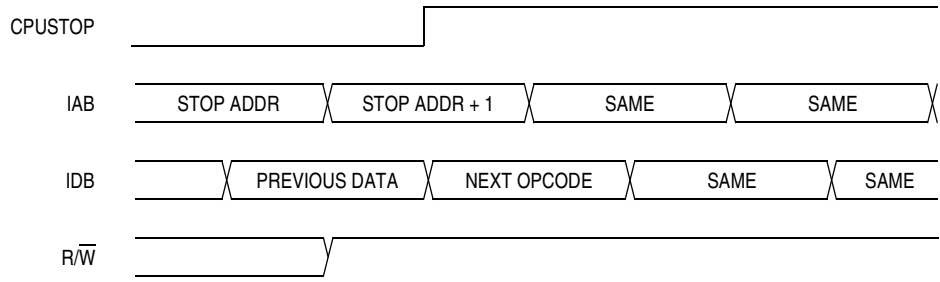 CPUSTOP
IAB STOP ADDR STOP ADDR + 1 SAME SAME
IDB PREVIOUS DATA NEXT OPCODE SAME SAME
R/W̅